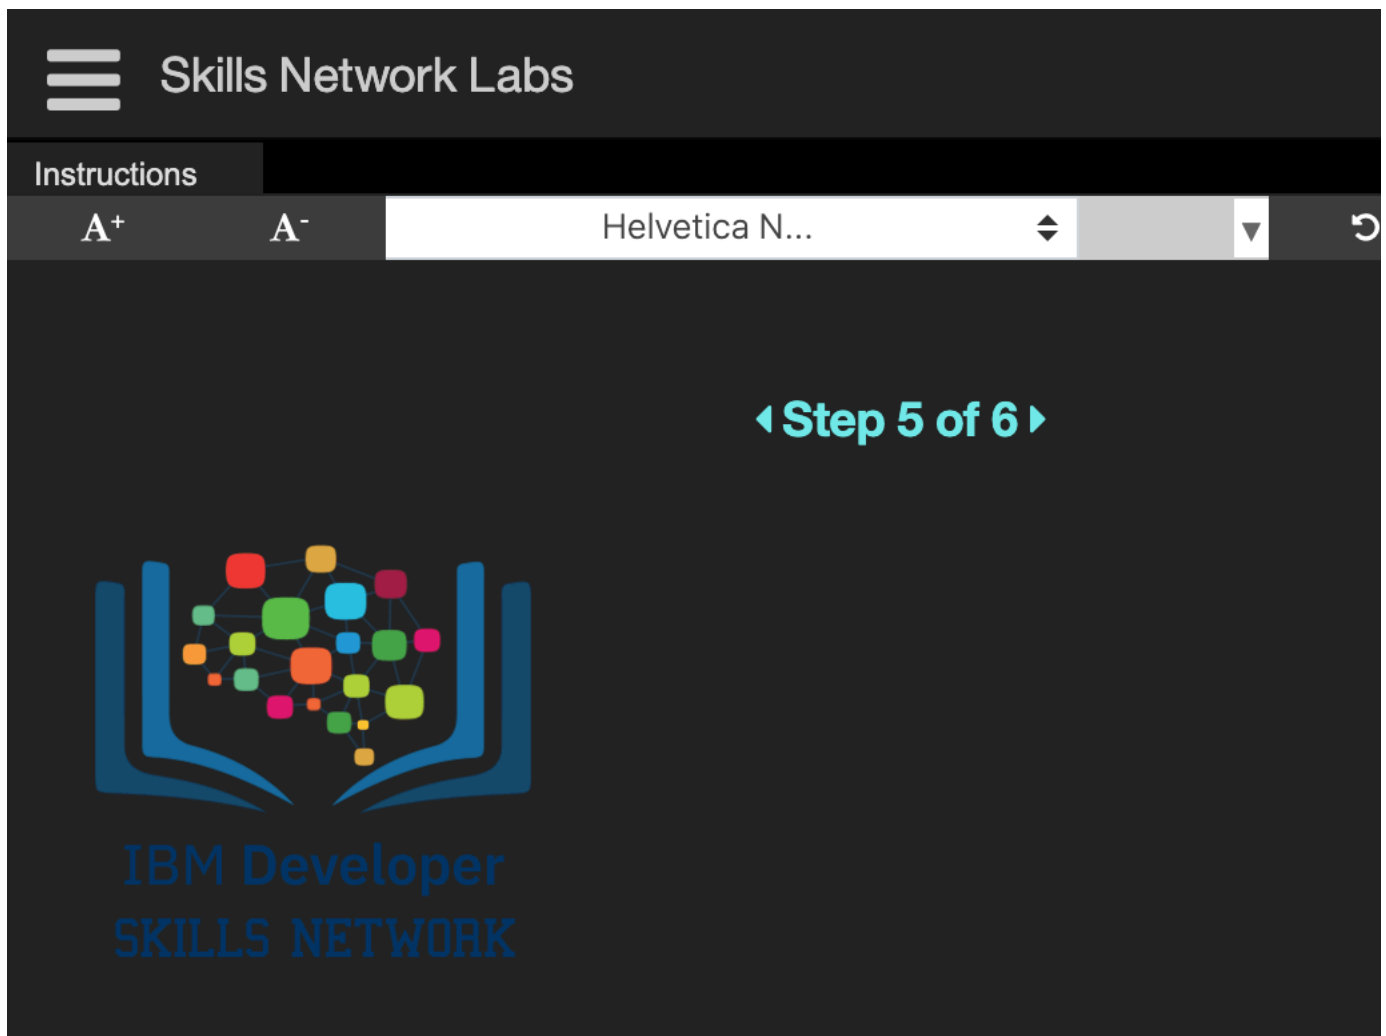 Skills Network Labs
Instructions
A+ A- Helvetica N...
Step 5 of 6
IBM Developer
SKILLS NETWORK